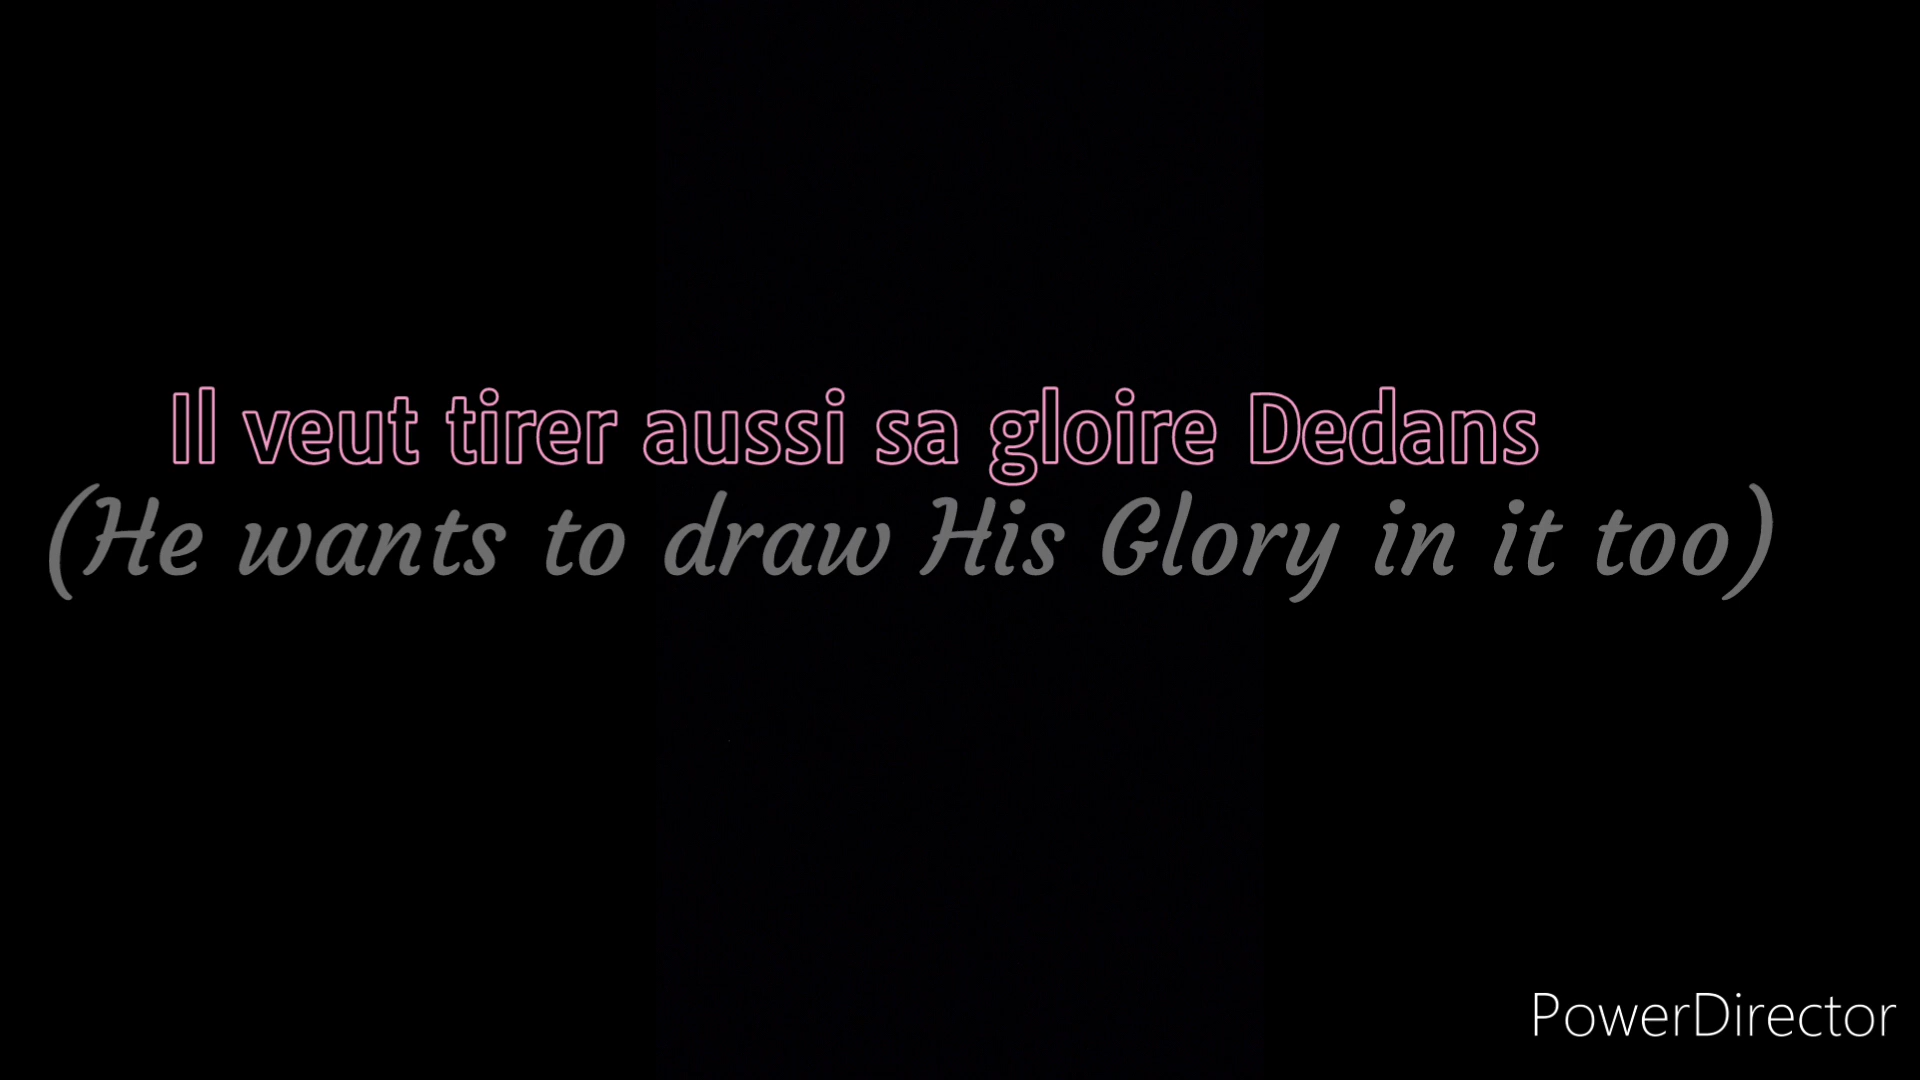 Il veut tirer aussi sa gloire Dedans
(He wants to draw His Glory in it too)
PowerDirector